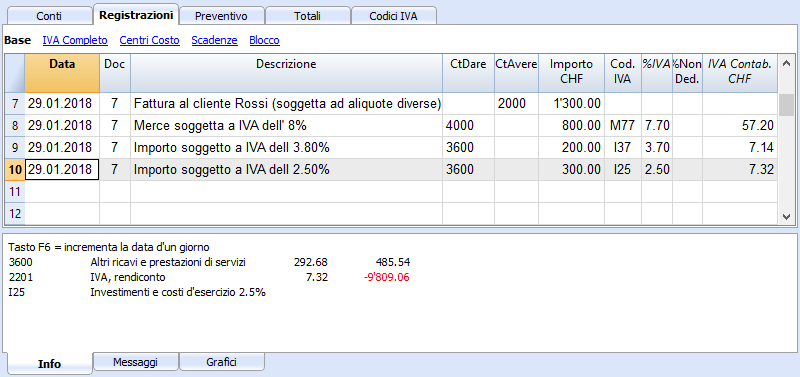 Conti Registrazioni Preventivo Totali Codici IVA
Base IVA Completo Centri Costo Scadenze Blocco
Data Doc Descrizione CtDare CtAvere Importo CHF Cod. IVA %IVA %Non Ded. IVA Contab. CHF
7 29.01.2018 7 Fattura al cliente Rossi (soggetta ad aliquote diverse) 2000 1'300.00
8 29.01.2018 7 Merce soggetta a IVA dell' 8% 4000 800.00 M77 7.70 57.20
9 29.01.2018 7 Importo soggetto a IVA dell 3.80% 3600 200.00 I37 3.70 7.14
10 29.01.2018 7 Importo soggetto a IVA dell 2.50% 3600 300.00 I25 2.50 7.32
11
12
Tasto F6 = incrementa la data d'un giorno
3600 Altri ricavi e prestazioni di servizi 292.68 485.54
2201 IVA, rendiconto 7.32 -9'809.06
I25 Investimenti e costi d'esercizio 2.5%
Info Messaggi Grafici